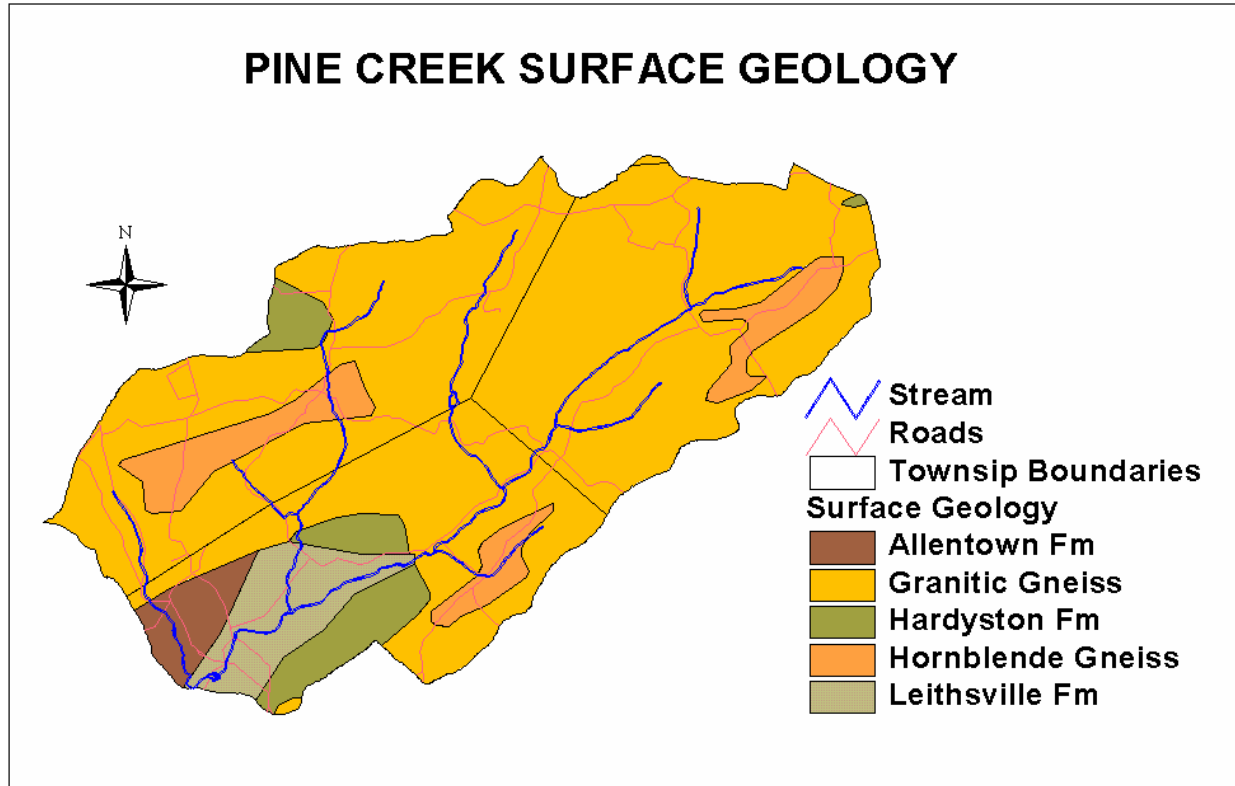 PINE CREEK SURFACE GEOLOGY
N
Stream
Roads
Townsip Boundaries
Surface Geology
Allentown Fm
Granitic Gneiss
Hardyston Fm
Hornblende Gneiss
Leithsville Fm